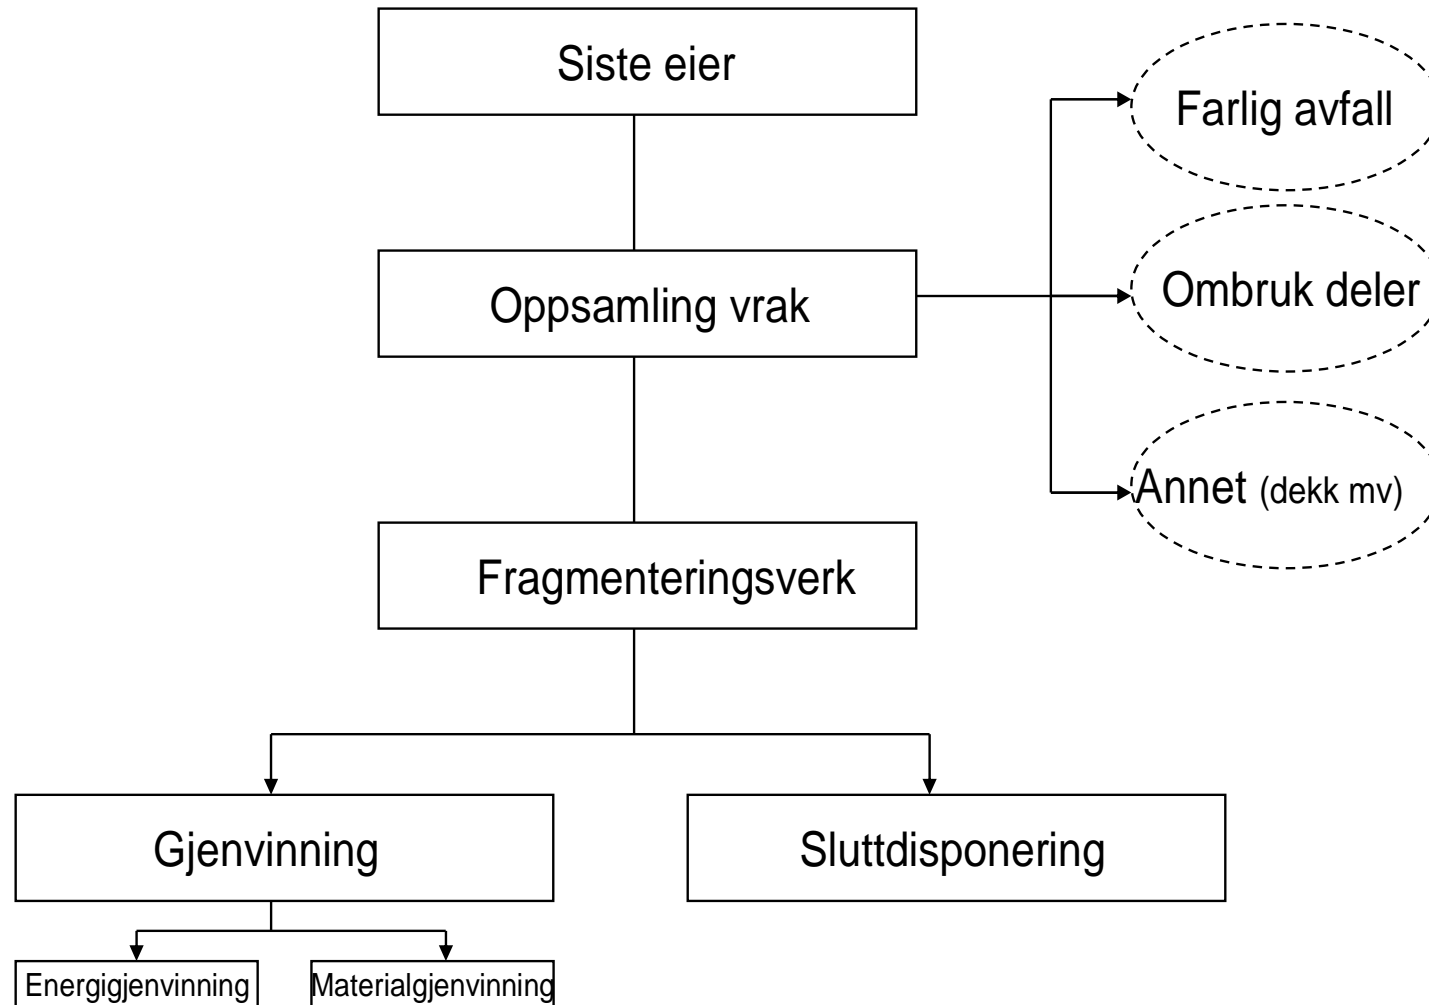 Siste eier
Farlig avfall
Oppsamling vrak
Ombruk deler
Annet (dekk mv)
Fragmenteringsverk
Gjenvinning
Sluttdisponering
Energigjenvinning
Materialgjenvinning